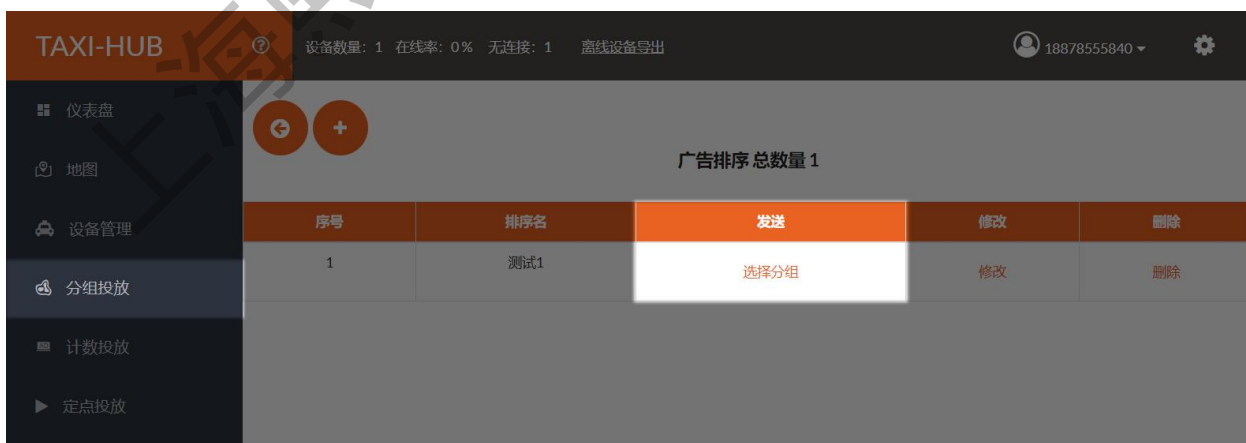 TAXI-HUB 设备数量：1 在线率：0% 无连接：1 离线设备导出 18878555840
仪表盘
地图
广告排序 总数量 1
设备管理
序号 排序名 发送 修改 删除
1 测试1 选择分组 修改 删除
分组投放
计数投放
定点投放